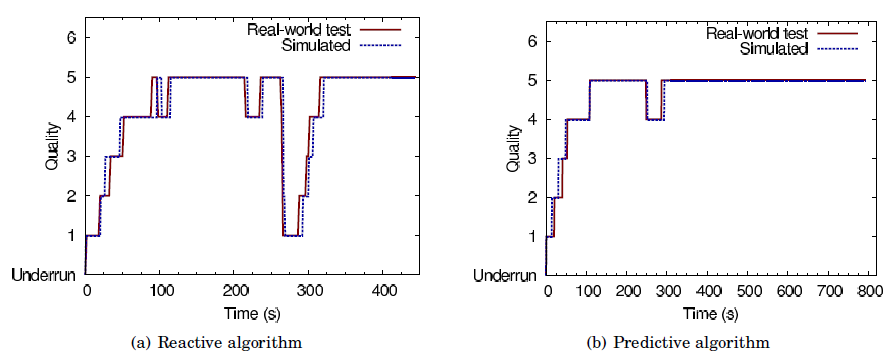 Real-world test
Simulated
6
5
4
3
2
1
Underrun
Quality
0 100 200 300 400
Time (s)
(a) Reactive algorithm
Real-world test
Simulated
6
5
4
3
2
1
Underrun
Quality
0 100 200 300 400 500 600 700 800
Time (s)
(b) Predictive algorithm